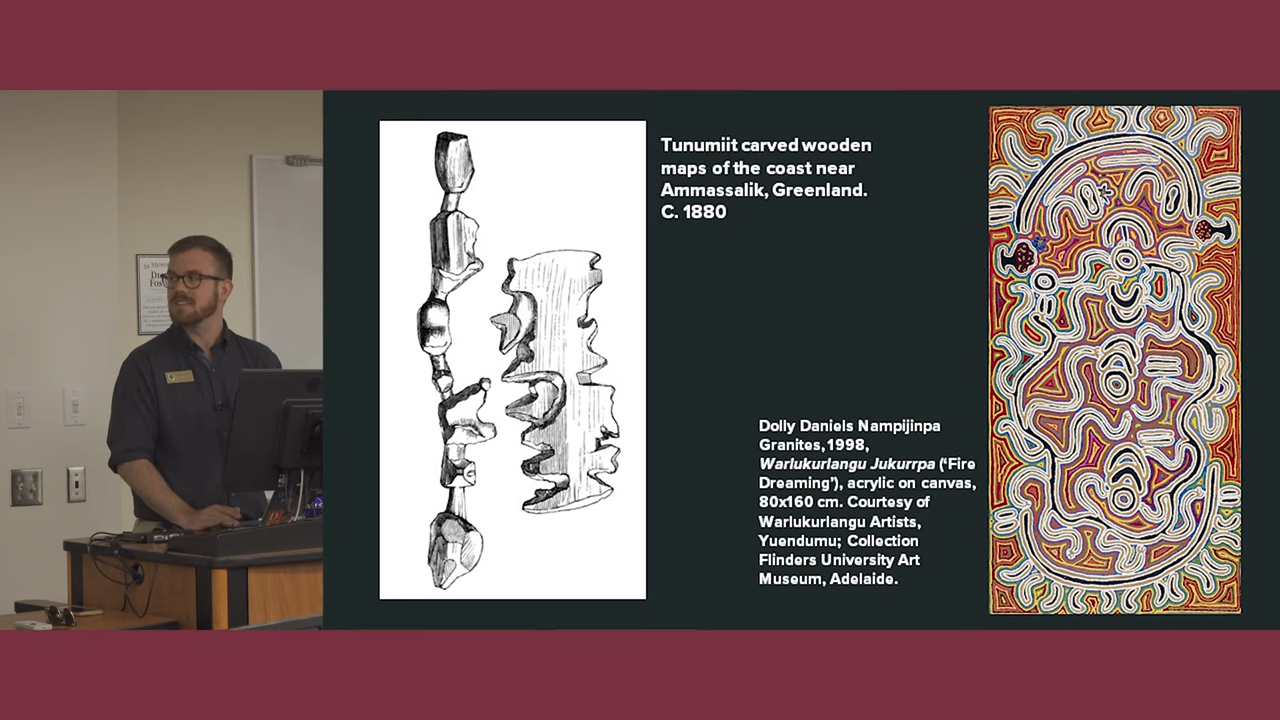 Tunumiit carved wooden
maps of the coast near
Ammassalik, Greenland.
C. 1880
Dolly Daniels Nampijinpa
Granites, 1998,
Warlukurlangu Jukurrpa (‘Fire
Dreaming’), acrylic on canvas,
80x160 cm. Courtesy of
Warlukurlangu Artists,
Yuendumu; Collection
Flinders University Art
Museum, Adelaide.